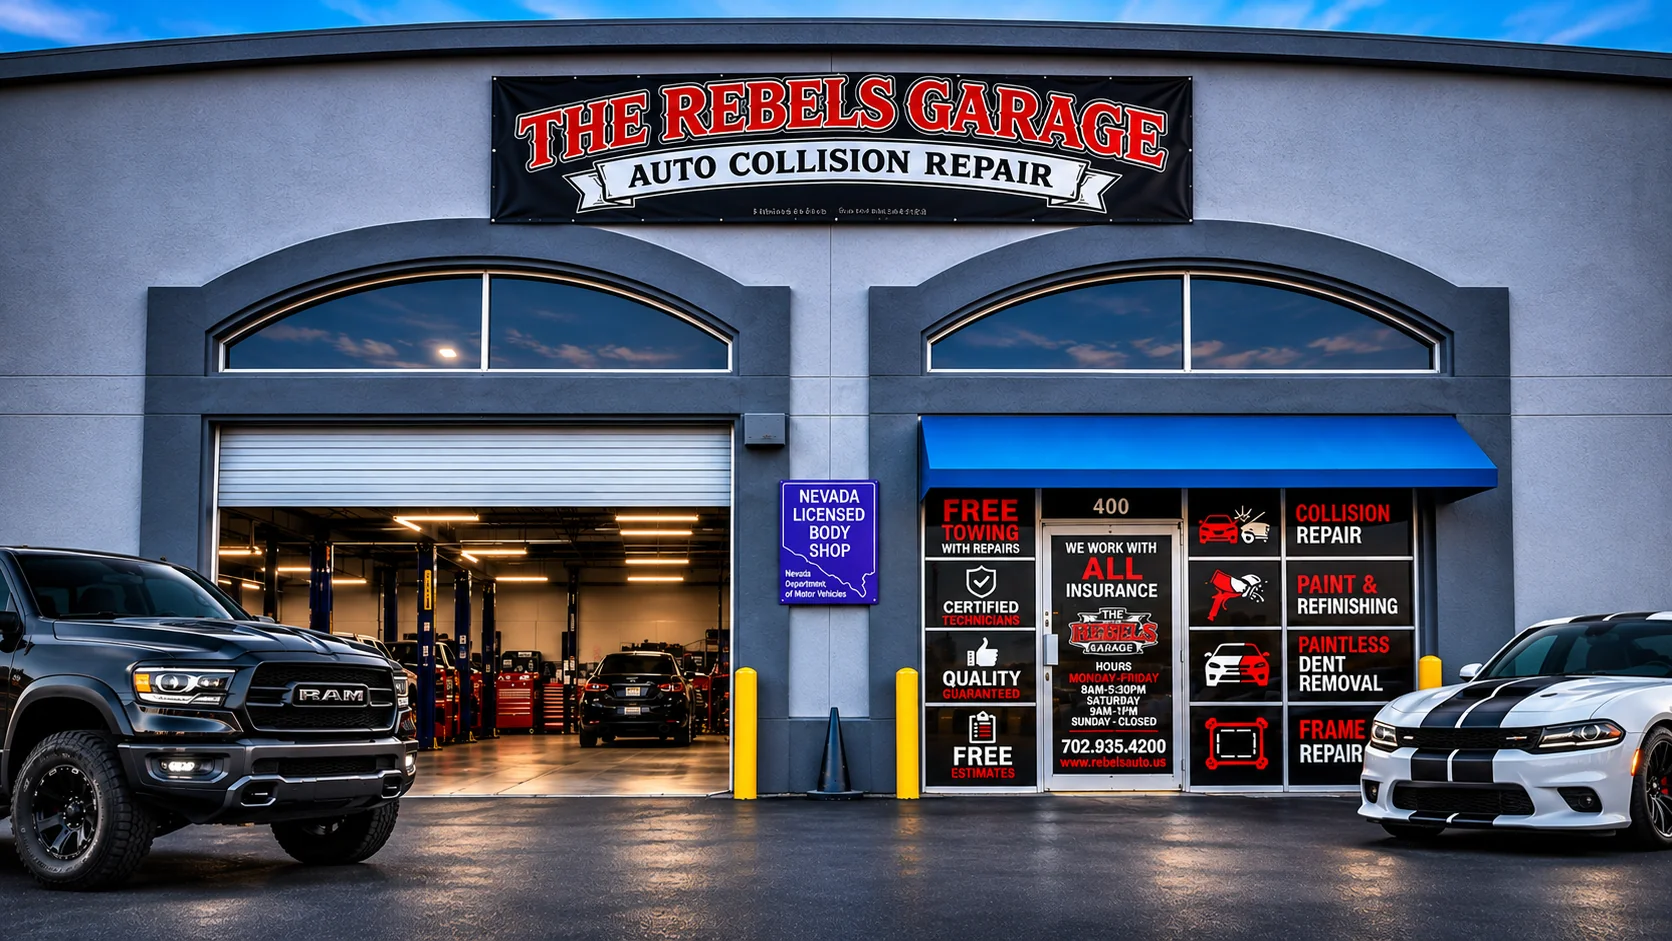 THE REBELS GARAGE
AUTO COLLISION REPAIR
NEVADA
LICENSED
BODY
SHOP
Nevada
Department
of Motor Vehicles
400
FREE
TOWING
WITH REPAIRS
CERTIFIED
TECHNICIANS
QUALITY
GUARANTEED
FREE
ESTIMATES
WE WORK WITH
ALL
INSURANCE
THE
REBELS
GARAGE
HOURS
MONDAY-FRIDAY
8AM-5:30PM
SATURDAY
SUNDAY - CLOSED
702.935.4200
www.rebelsauto.us
COLLISION
REPAIR
PAINT &
REFINISHING
PAINTLESS
DENT
REMOVAL
FRAME
REPAIR
RAM